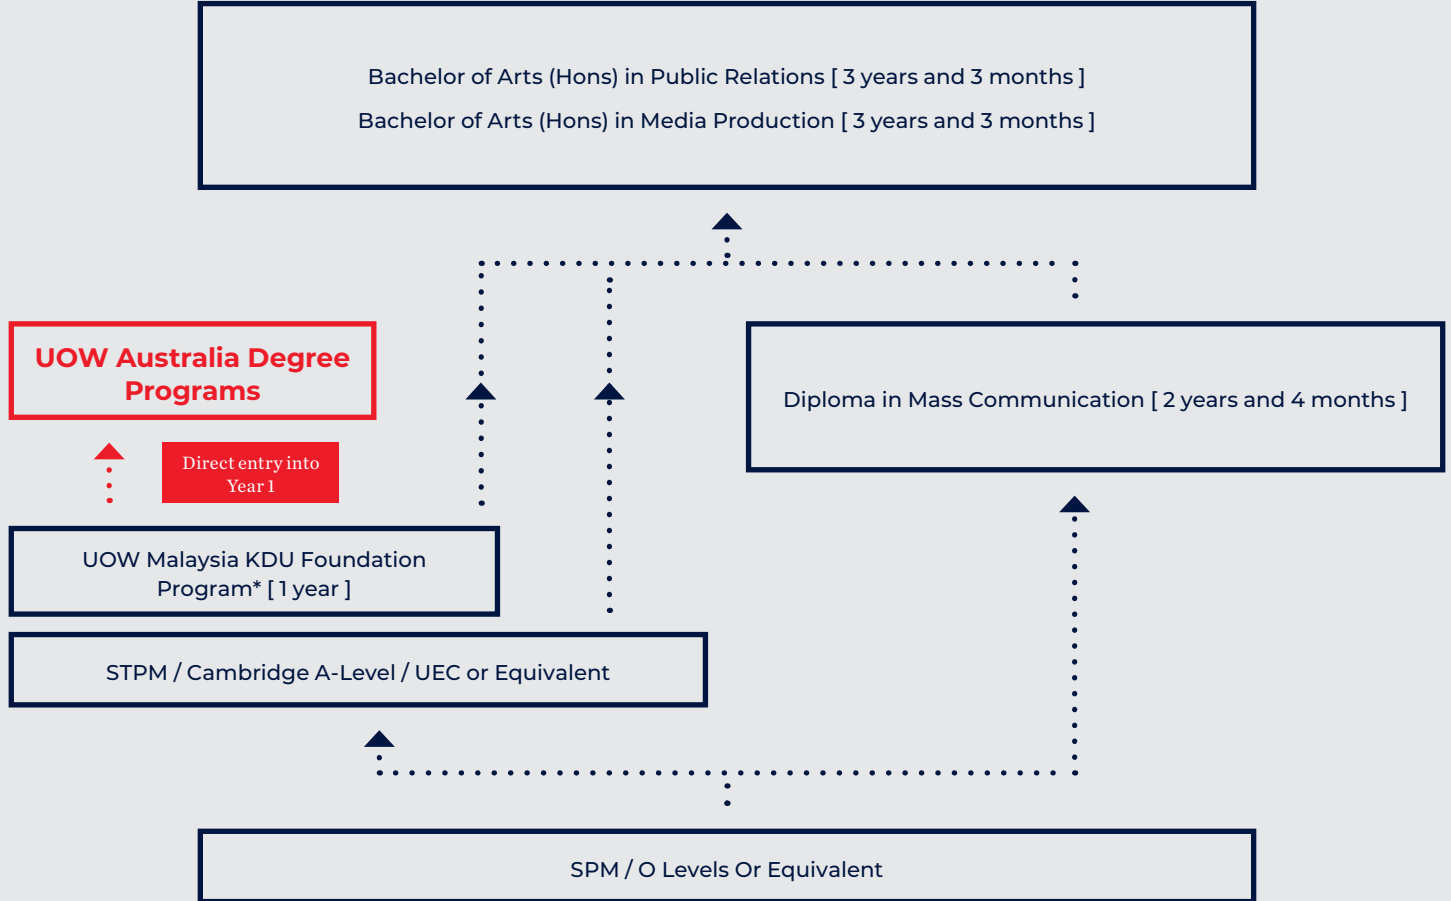 Bachelor of Arts (Hons) in Public Relations [ 3 years and 3 months ]
Bachelor of Arts (Hons) in Media Production [ 3 years and 3 months ]
UOW Australia Degree
Programs
Diploma in Mass Communication [ 2 years and 4 months ]
Direct entry into
Year 1
UOW Malaysia KDU Foundation
Program* [ 1 year ]
STPM / Cambridge A-Level / UEC or Equivalent
SPM / O Levels Or Equivalent